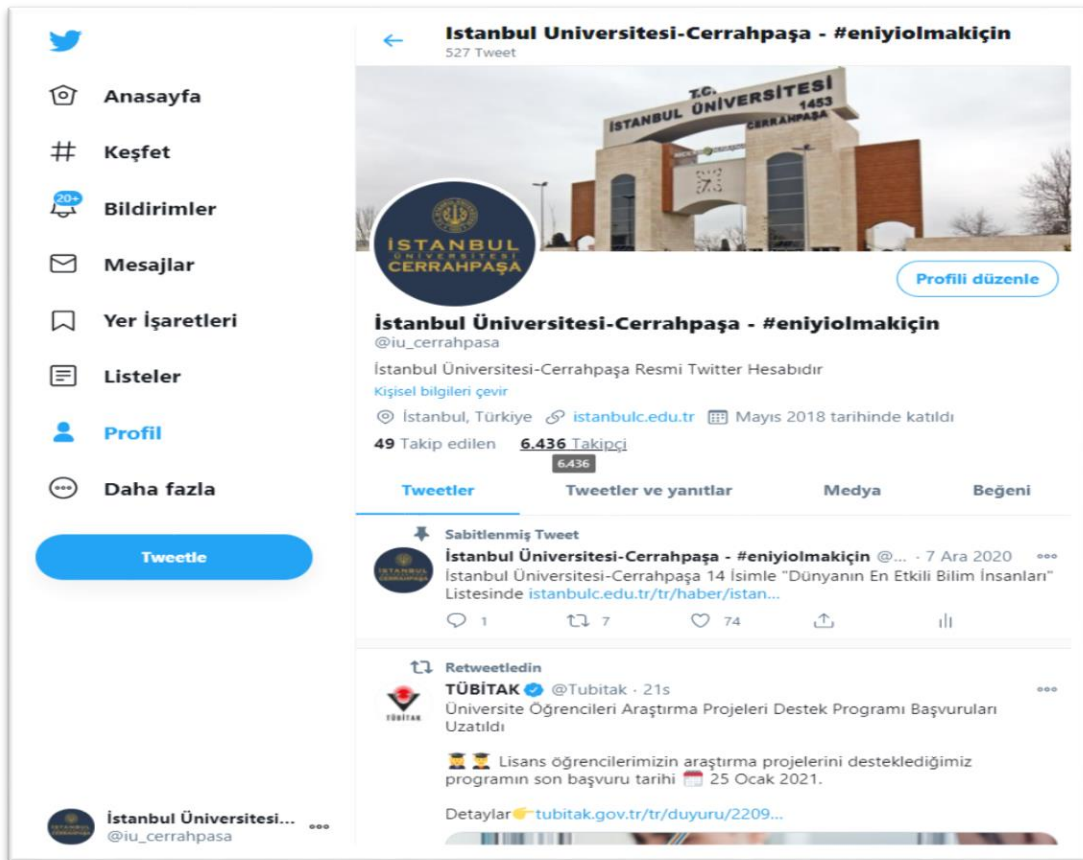 Anasayfa
Keşfet
20+
Bildirimler
Mesajlar
Yer İşaretleri
Listeler
Profil
Daha fazla
Tweetle
İstanbul Üniversitesi...
@iu_cerrahpasa
İstanbul Üniversitesi-Cerrahpaşa - #eniyiolmakiçin
527 Tweet
T.C.
İSTANBUL ÜNİVERSİTESİ
1453
CERRAHPAŞA
İSTANBUL
ÜNİVERSİTESİ
CERRAHPAŞA
Profili düzenle
İstanbul Üniversitesi-Cerrahpaşa - #eniyiolmakiçin
@iu_cerrahpasa
İstanbul Üniversitesi-Cerrahpaşa Resmi Twitter Hesabıdır
Kişisel bilgileri çevir
İstanbul, Türkiye istanbulc.edu.tr Mayıs 2018 tarihinde katıldı
49 Takip edilen 6.436 Takipçi
6.436
Tweetler Tweetler ve yanıtlar Medya Beğeni
Sabitlenmiş Tweet
İstanbul Üniversitesi-Cerrahpaşa - #eniyiolmakiçin @... · 7 Ara 2020
İstanbul Üniversitesi-Cerrahpaşa 14 İsimle "Dünyanın En Etkili Bilim İnsanları"
Listesinde istanbulc.edu.tr/tr/haber/istan...
1 7 74
Retweetledin
TÜBİTAK @Tubitak · 21s
TÜBİTAK
Üniversite Öğrencileri Araştırma Projeleri Destek Programı Başvuruları
Uzatıldı
👨‍🎓 👨‍🎓 Lisans öğrencilerimizin araştırma projelerini desteklediğimiz
programın son başvuru tarihi 📅 25 Ocak 2021.
Detaylar👉tubitak.gov.tr/tr/duyuru/2209...